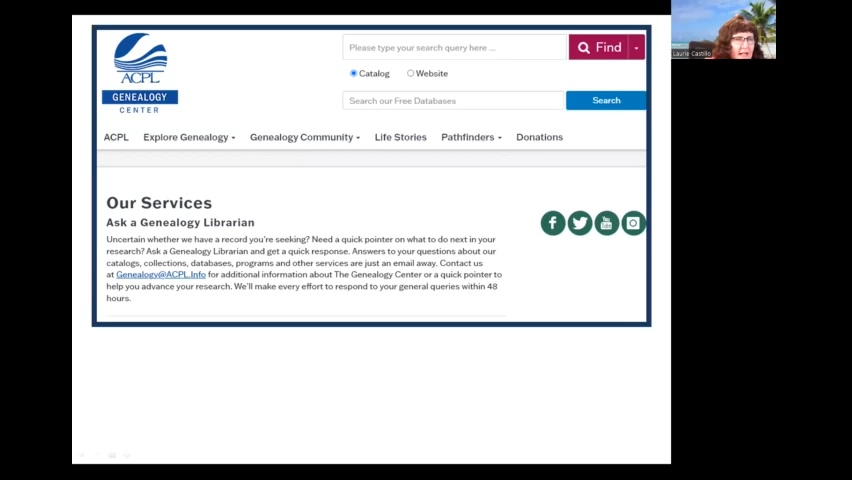 Please type your search query here ...
Find
Catalog
Website
Search our Free Databases
Search
ACPL
GENEALOGY
CENTER
ACPL
Explore Genealogy
Genealogy Community
Life Stories
Pathfinders
Donations
Our Services
Ask a Genealogy Librarian
Uncertain whether we have a record you're seeking? Need a quick pointer on what to do next in your
research? Ask a Genealogy Librarian and get a quick response. Answers to your questions about our
catalogs, collections, databases, programs and other services are just an email away. Contact us
at Genealogy@ACPL.Info for additional information about The Genealogy Center or a quick pointer to
help you advance your research. We'll make every effort to respond to your general queries within 48
hours.
You Tube
Laurie Castillo